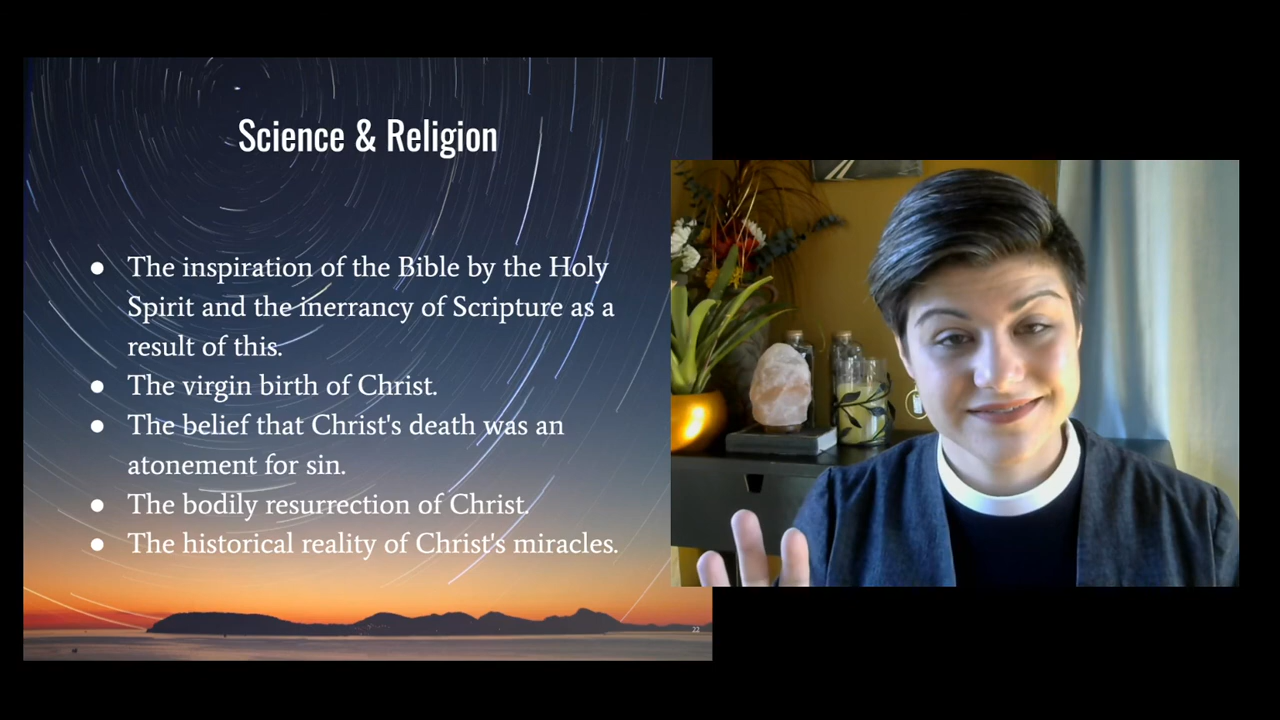 Science & Religion
● The inspiration of the Bible by the Holy
Spirit and the inerrancy of Scripture as a
result of this.
● The virgin birth of Christ.
● The belief that Christ's death was an
atonement for sin.
● The bodily resurrection of Christ.
● The historical reality of Christ's miracles.
22